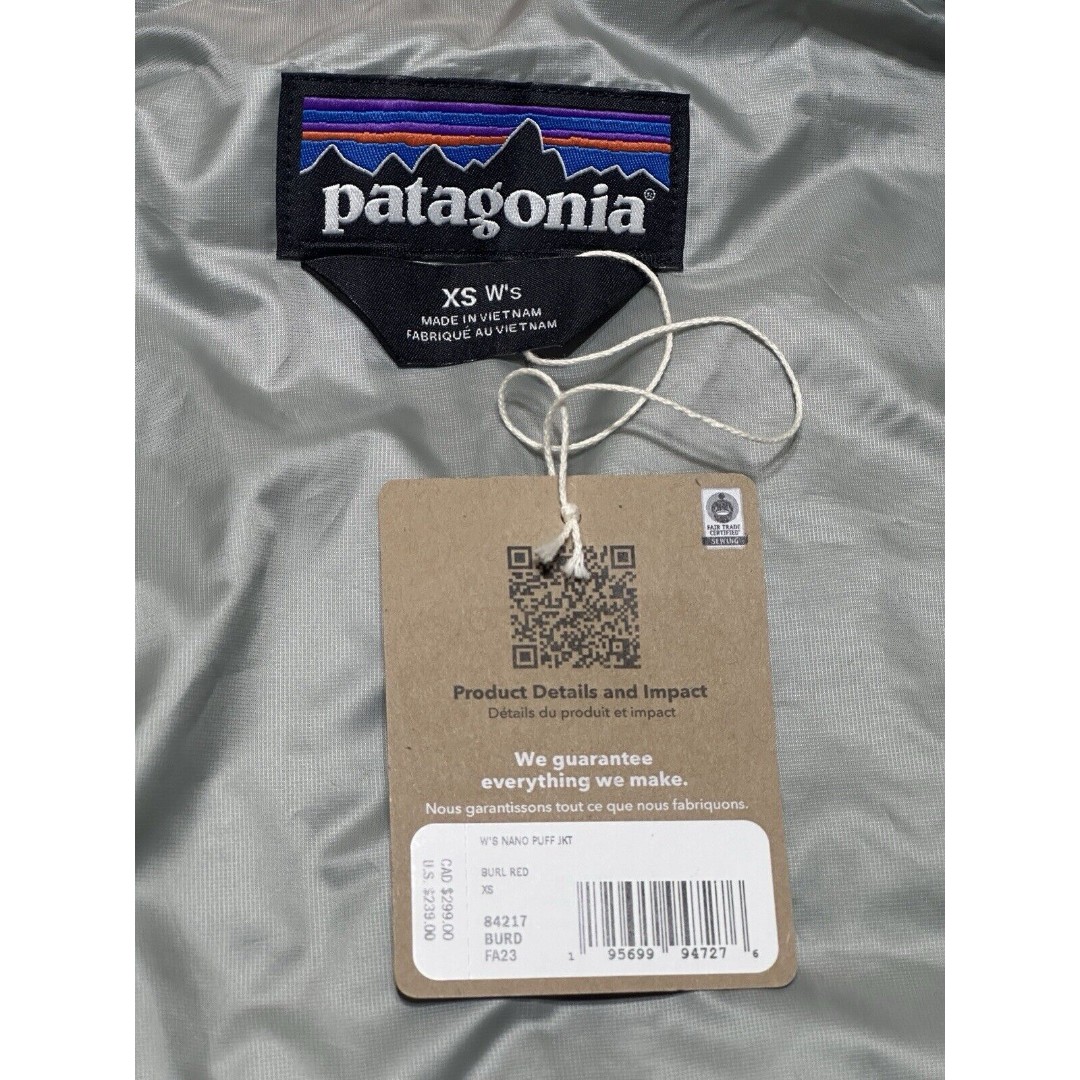 patagonia®
XS W's
MADE IN VIETNAM
FABRIQUÉ AU VIETNAM
FAIR TRADE
CERTIFIED
SEWING
Product Details and Impact
Détails du produit et impact
We guarantee
everything we make.
Nous garantissons tout ce que nous fabriquons.
W'S NANO PUFF JKT
BURL RED
XS
84217
BURD
FA23
CAD $299.00
U.S. $239.00
1 95699 94727 6